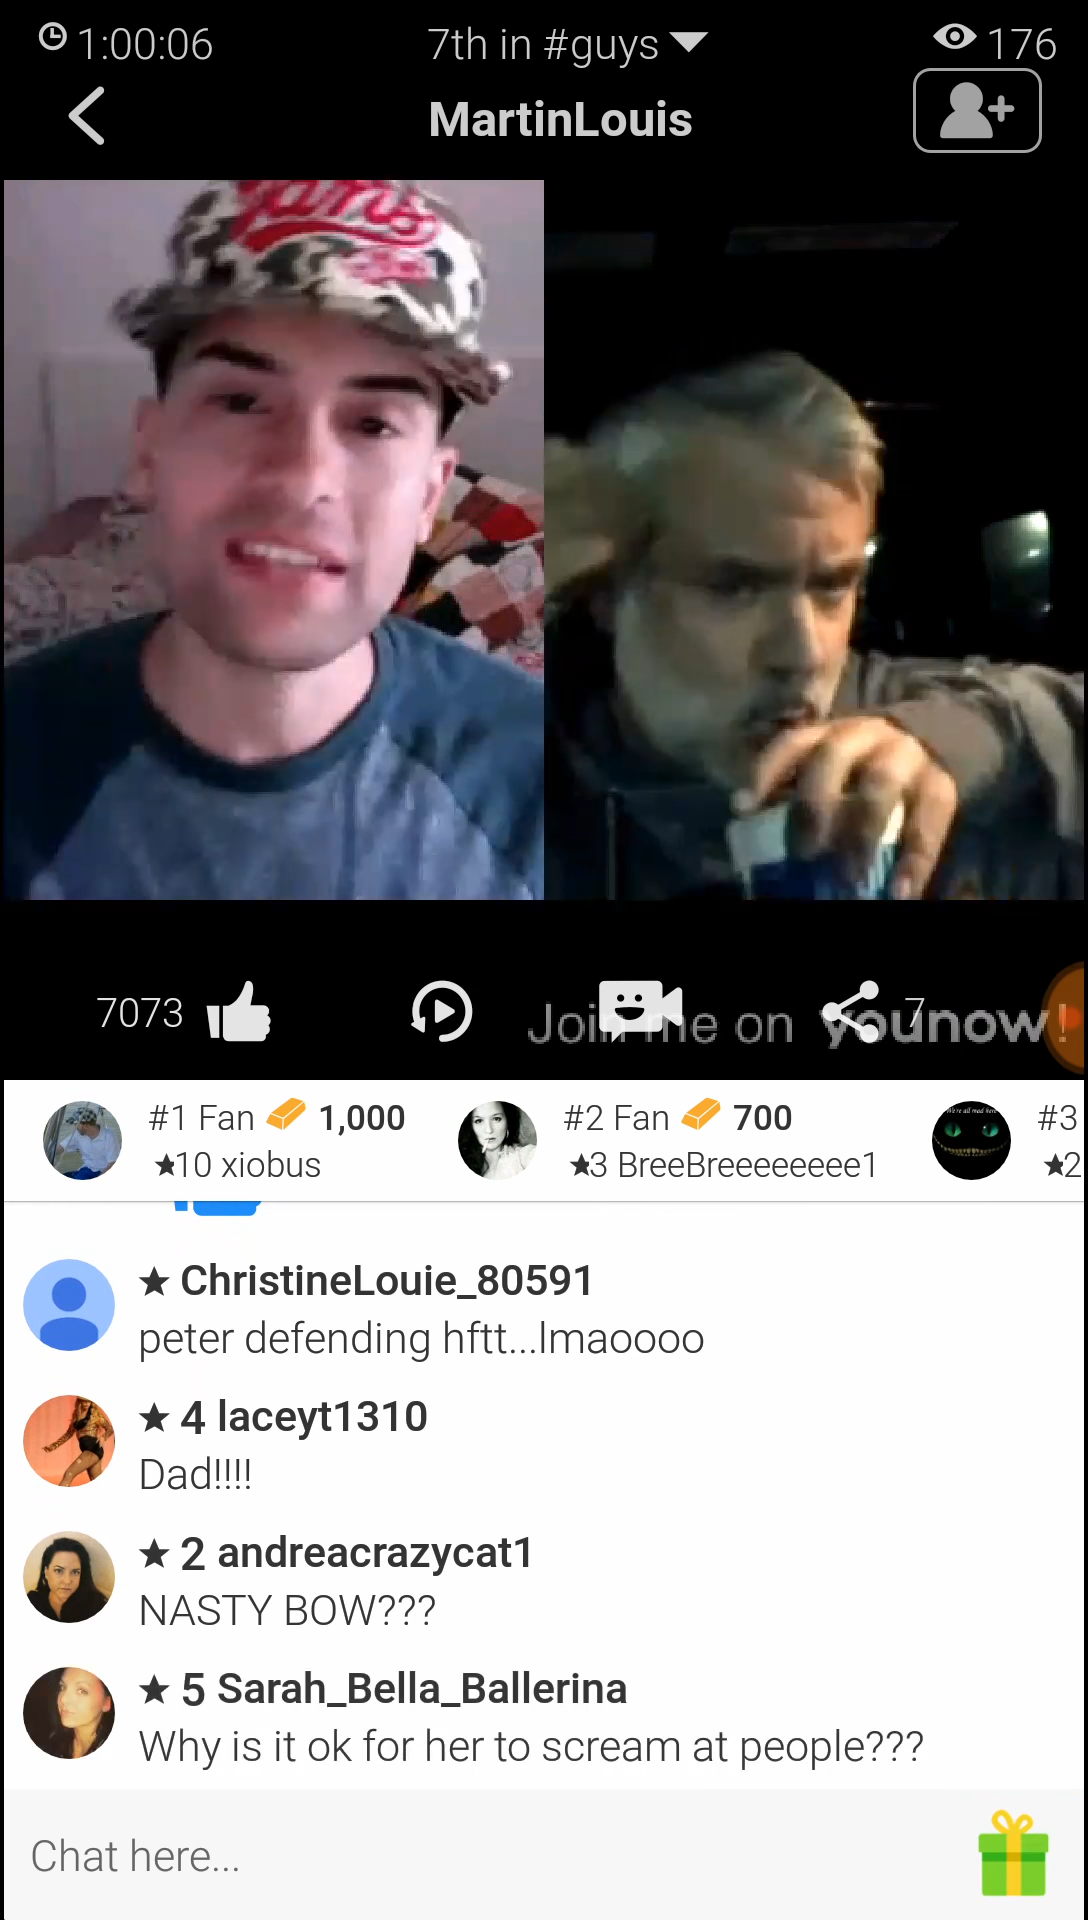 1:00:06 7th in #guys 176
MartinLouis
7073 7
Join me on younow!
#1 Fan 1,000 #2 Fan 700 #3
★10 xiobus ★3 BreeBreeeeeeee1 ★2
★ ChristineLouie_80591
peter defending hftt...lmaoooo
★ 4 laceyt1310
Dad!!!!
★ 2 andreacrazycat1
NASTY BOW???
★ 5 Sarah_Bella_Ballerina
Why is it ok for her to scream at people???
Chat here...